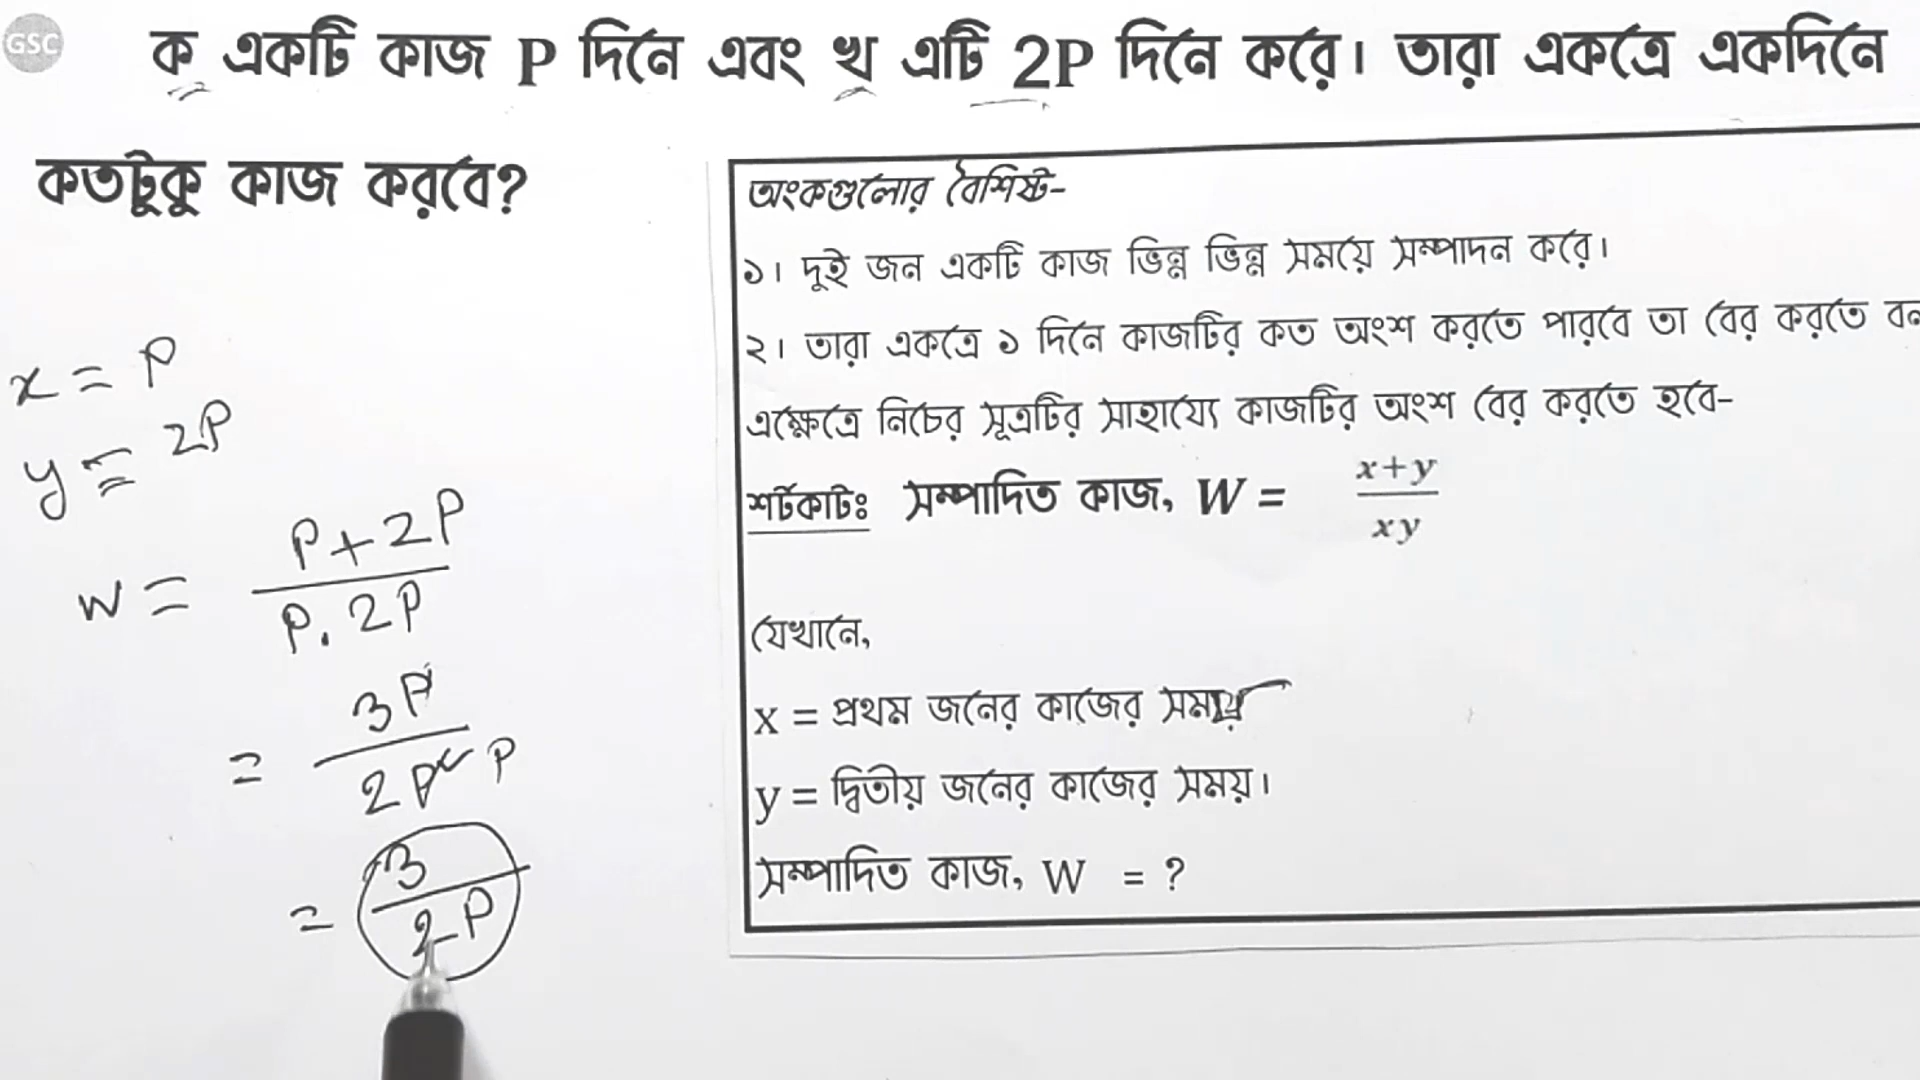 GSC
ক একটি কাজ P দিনে এবং খ এটি 2P দিনে করে। তারা একত্রে একদিনে
কতটুকু কাজ করবে?
x = P
y = 2P
W = P + 2P / P . 2P
= 3P / 2P² P
= 3 / 2P
অংকগুলোর বৈশিষ্ট-
১। দুই জন একটি কাজ ভিন্ন ভিন্ন সময়ে সম্পাদন করে।
২। তারা একত্রে ১ দিনে কাজটির কত অংশ করতে পারবে তা বের করতে
এক্ষেত্রে নিচের সূত্রটির সাহায্যে কাজটির অংশ বের করতে হবে-
শর্টকাটঃ সম্পাদিত কাজ, W = x+y / xy
যেখানে,
x = প্রথম জনের কাজের সময়
y = দ্বিতীয় জনের কাজের সময়।
সম্পাদিত কাজ, W = ?